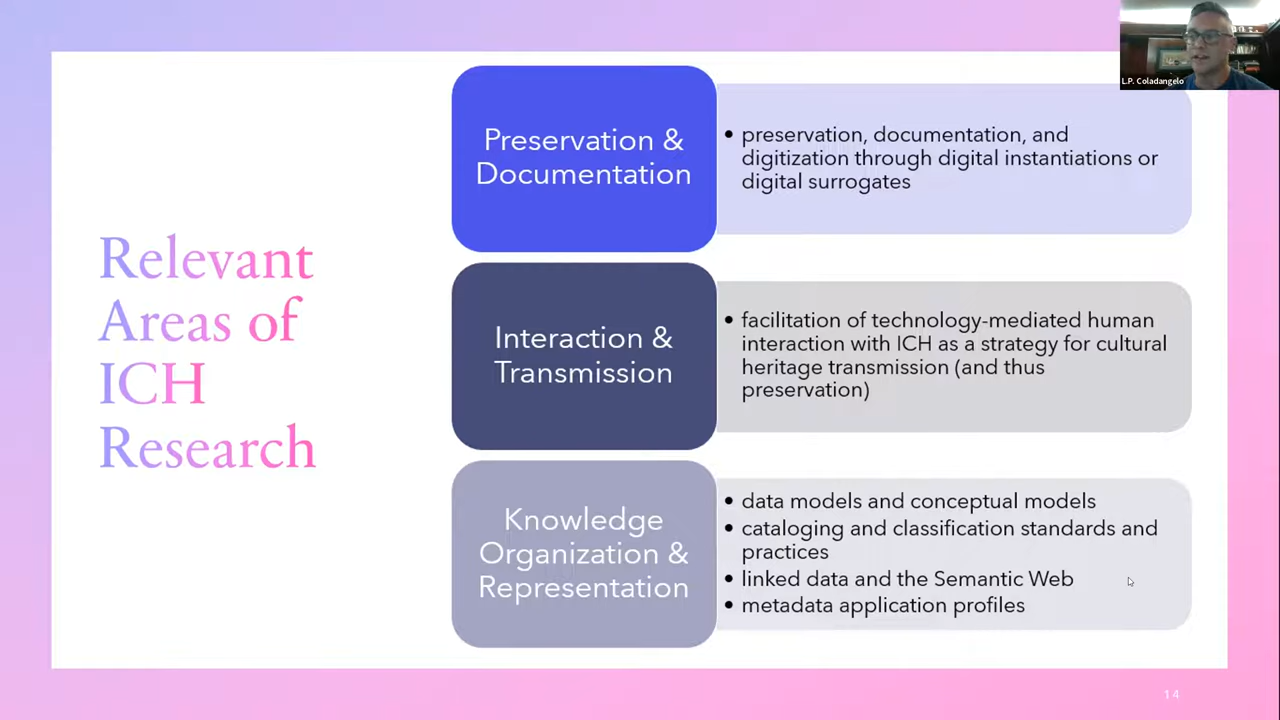 L.P. Coladangelo
Relevant
Areas of
ICH
Research
Preservation &
Documentation
• preservation, documentation, and
digitization through digital instantiations or
digital surrogates
Interaction &
Transmission
• facilitation of technology-mediated human
interaction with ICH as a strategy for cultural
heritage transmission (and thus
preservation)
Knowledge
Organization &
Representation
• data models and conceptual models
• cataloging and classification standards and
practices
• linked data and the Semantic Web
• metadata application profiles
14